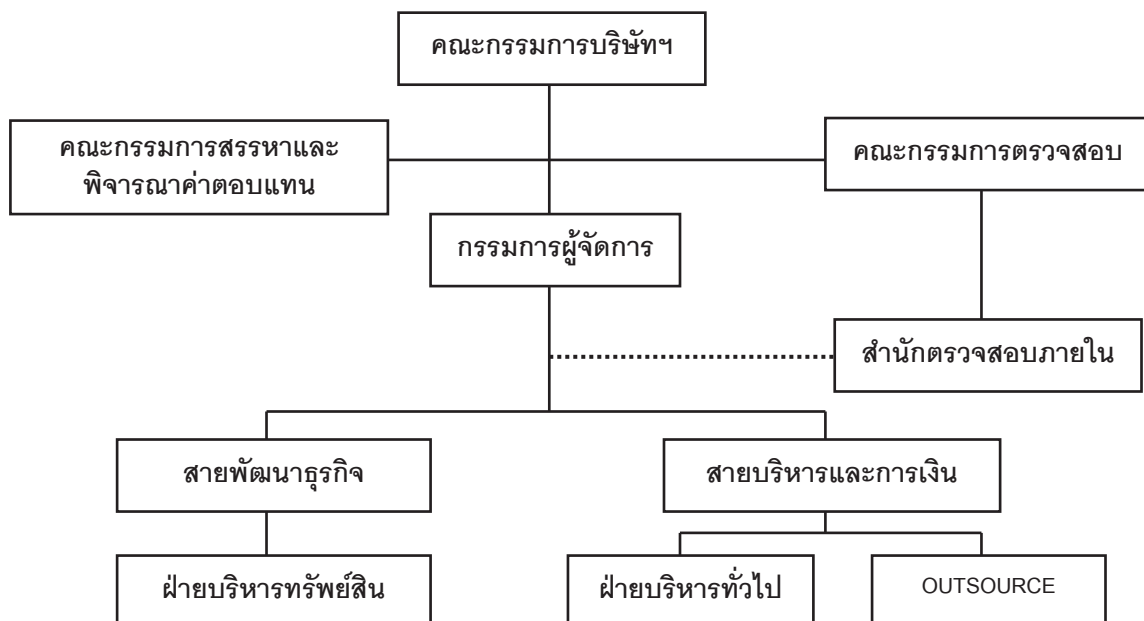 คณะกรรมการบริษัทฯ
คณะกรรมการสรรหาและ
พิจารณาค่าตอบแทน
คณะกรรมการตรวจสอบ
กรรมการผู้จัดการ
สำนักตรวจสอบภายใน
สายพัฒนาธุรกิจ
สายบริหารและการเงิน
ฝ่ายบริหารทรัพย์สิน
ฝ่ายบริหารทั่วไป
OUTSOURCE